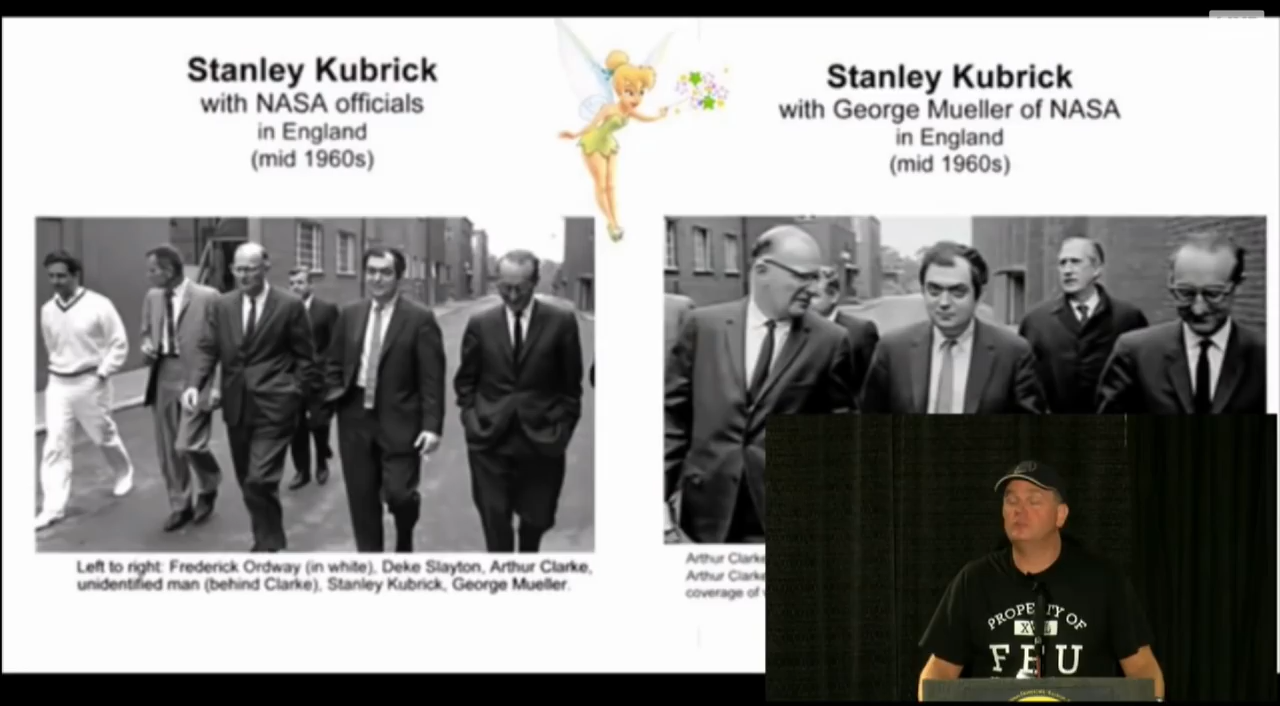 Stanley Kubrick
with NASA officials
in England
(mid 1960s)
Left to right: Frederick Ordway (in white), Deke Slayton, Arthur Clarke,
unidentified man (behind Clarke), Stanley Kubrick, George Mueller.
Stanley Kubrick
with George Mueller of NASA
in England
(mid 1960s)
Arthur Clarke
Arthur Clarke
coverage of
PROPERTY OF